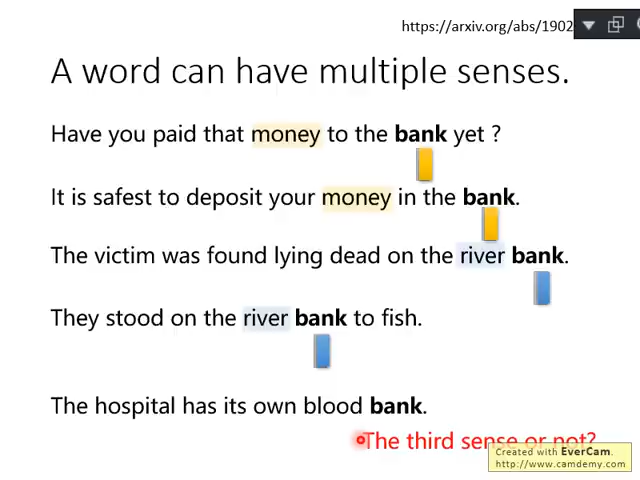 https://arxiv.org/abs/1902
A word can have multiple senses.
Have you paid that money to the bank yet ?
It is safest to deposit your money in the bank.
The victim was found lying dead on the river bank.
They stood on the river bank to fish.
The hospital has its own blood bank.
The third sense or not?
Created with EverCam.
http://www.camdemy.com